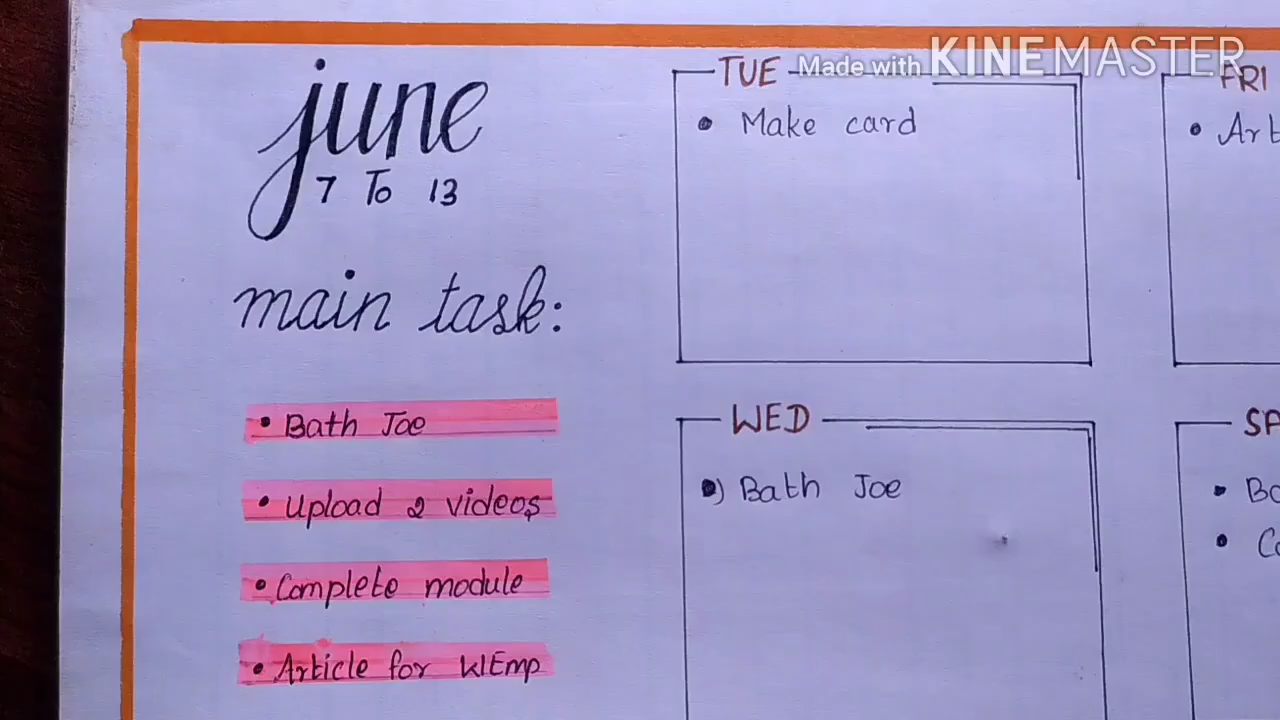 june
7 To 13
main task:
• Bath Joe
• Upload 2 videos
• Complete module
• Article for WEmp
TUE
• Make card
WED
•) Bath Joe
FRI
•
•
•
Made with KINEMASTER